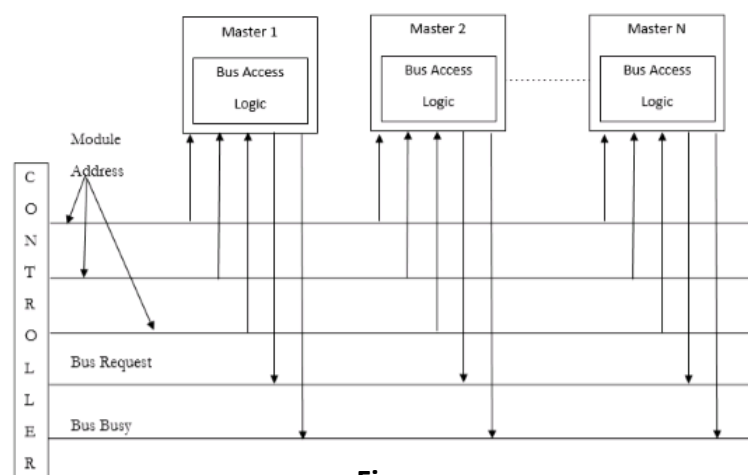 Master 1
Bus Access
Logic
Master 2
Bus Access
Logic
Master N
Bus Access
Logic
Module
Address
C
O
N
T
R
O
L
L
E
R
Bus Request
Bus Busy